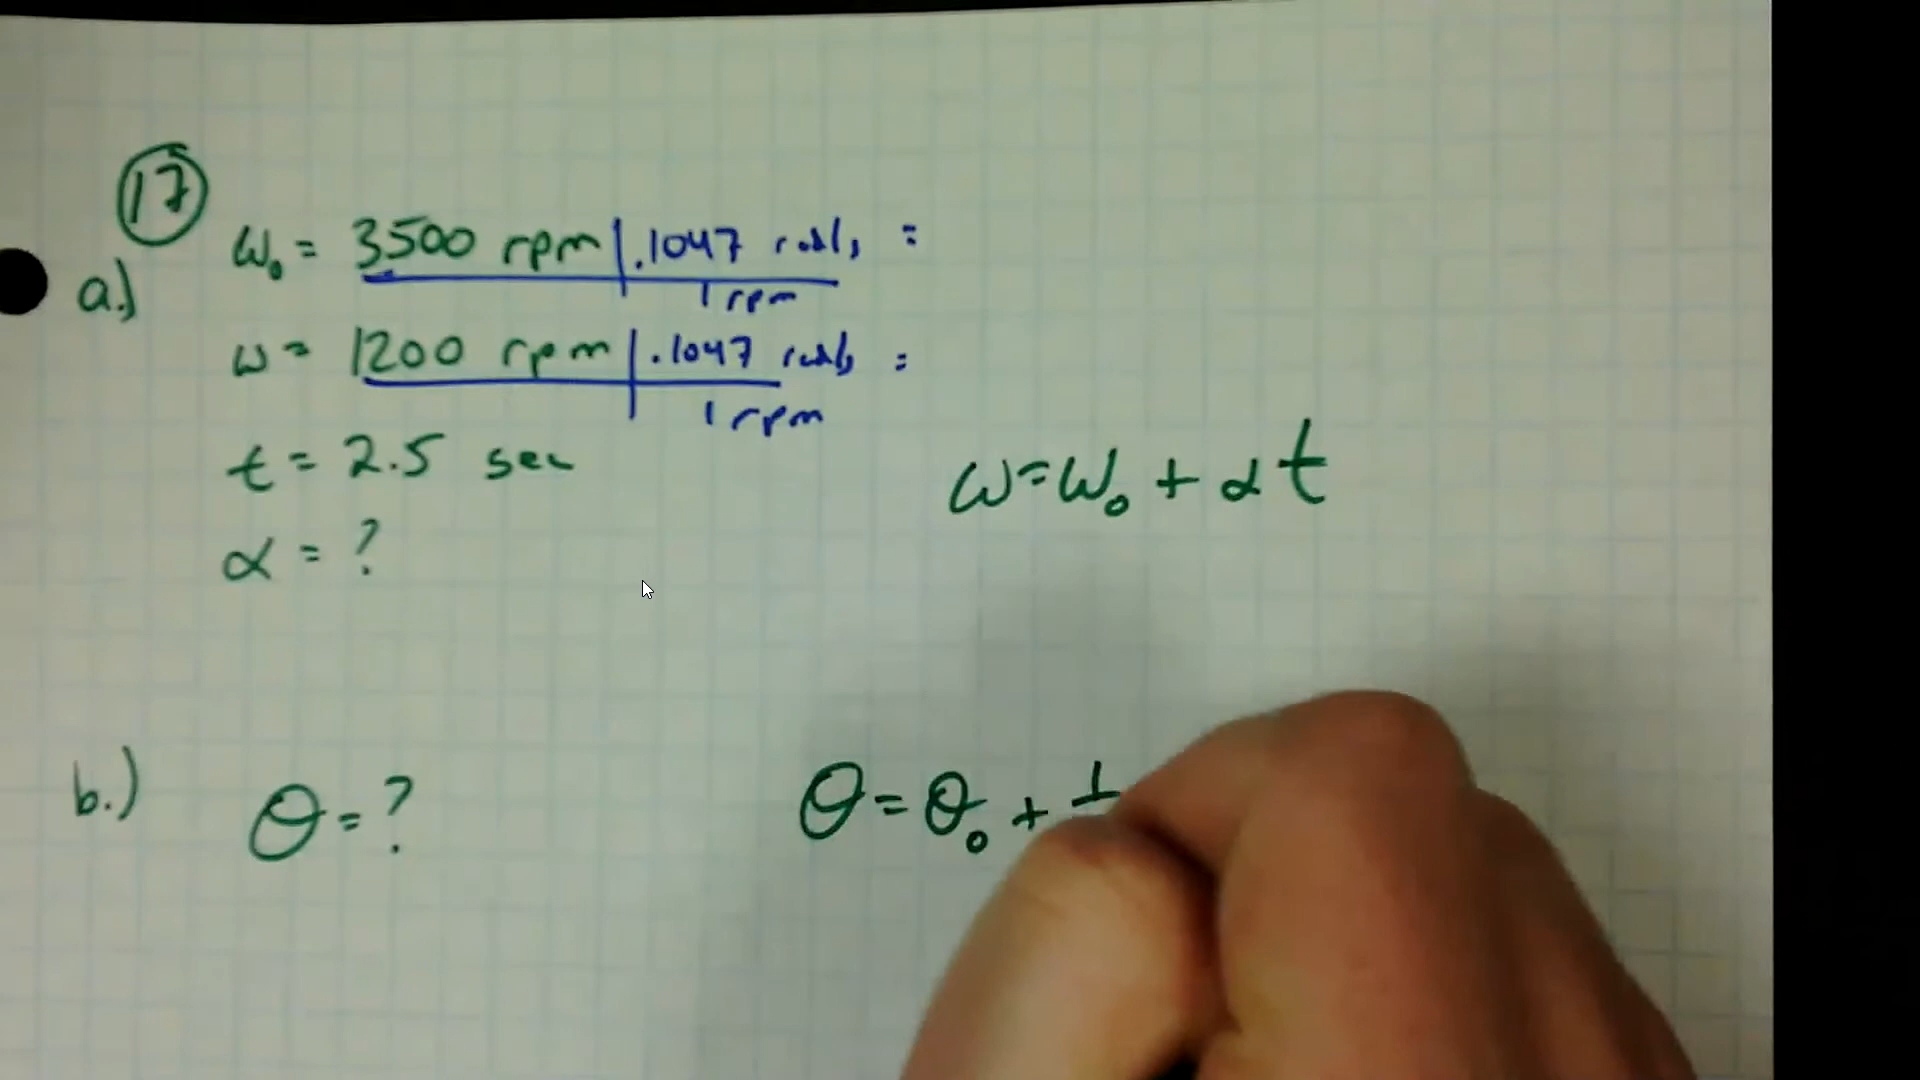 17
a.) ω₀ = 3500 rpm | .1047 rad/s =
1 rpm
ω = 1200 rpm | .1047 rad/s =
1 rpm
t = 2.5 sec
ω = ω₀ + αt
α = ?
b.) θ = ?
θ = θ₀ + 1